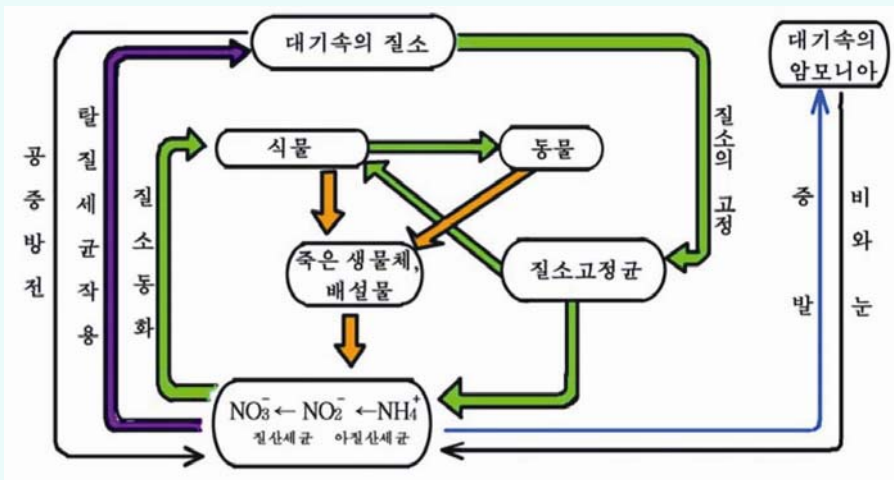 대기속의 질소
대기속의
암모니아
식물
동물
죽은 생물체,
배설물
질소고정균
NO₃⁻ ← NO₂⁻ ← NH₄⁺
질산세균 아질산세균
공중방전
탈질세균작용
질소동화
질소의 고정
증발
비와 눈